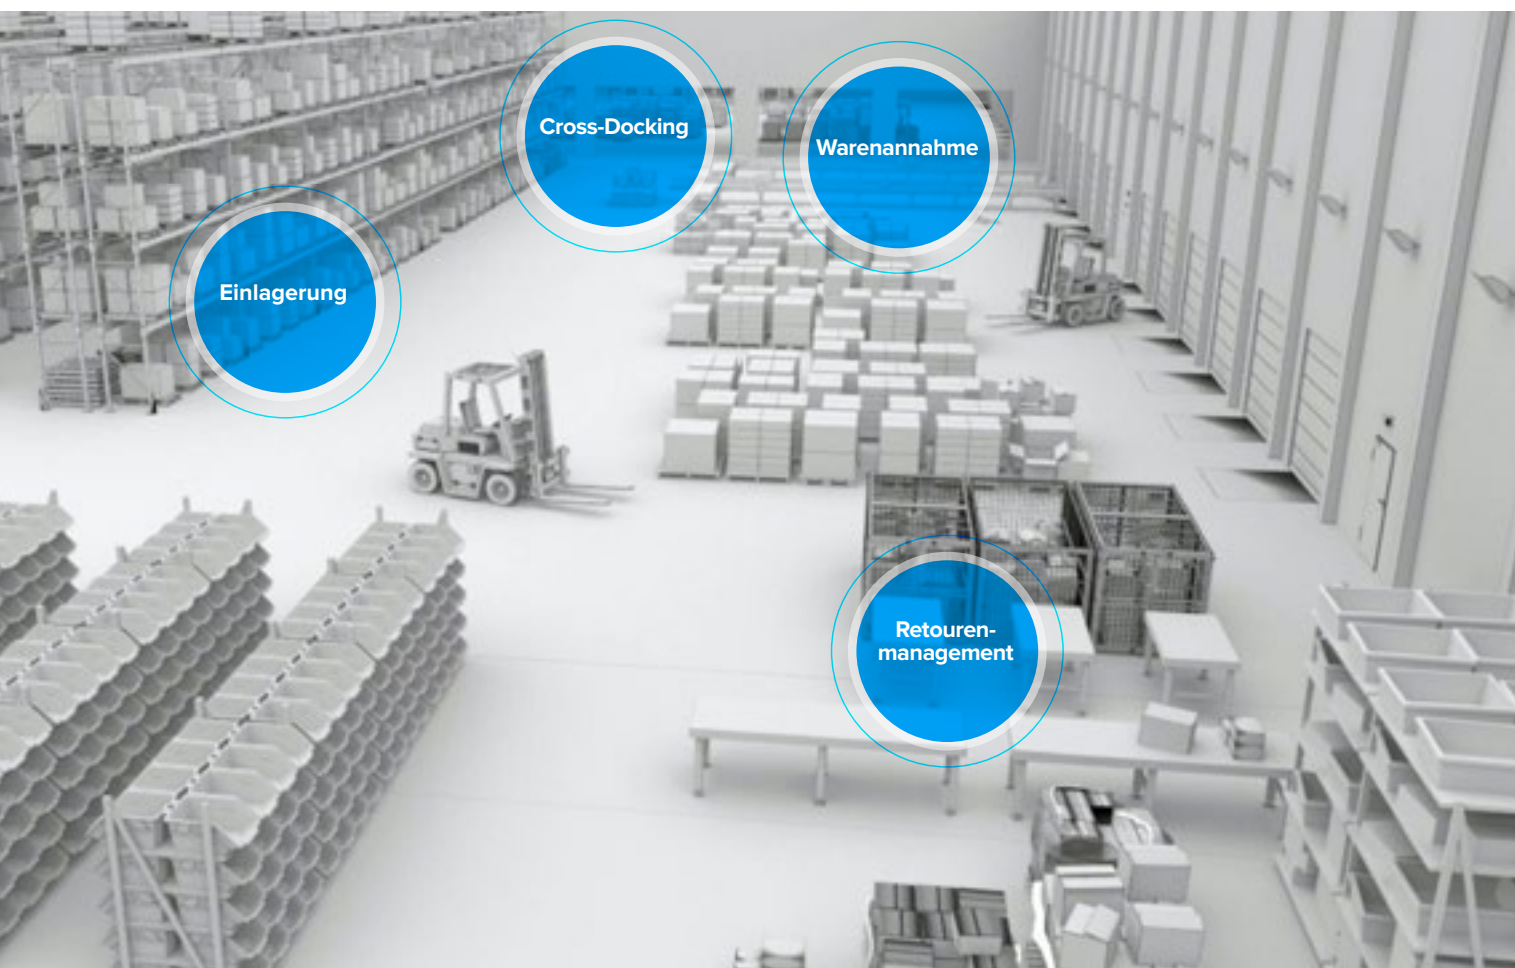 Cross-Docking
Warenannahme
Einlagerung
Retouren-
management